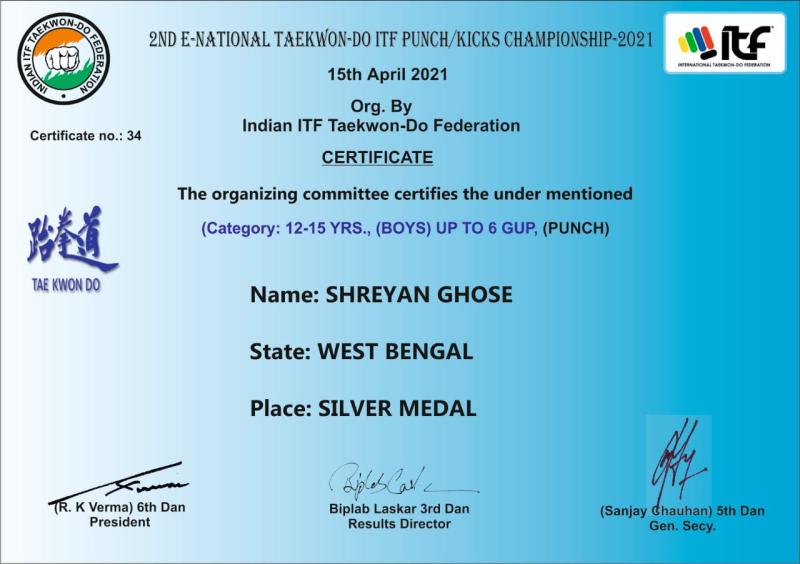 INDIAN ITF TAEKWON-DO FEDERATION
2ND E-NATIONAL TAEKWON-DO ITF PUNCH/KICKS CHAMPIONSHIP-2021
iTF
INTERNATIONAL TAEKWON-DO FEDERATION
15th April 2021
Org. By
Indian ITF Taekwon-Do Federation
Certificate no.: 34
CERTIFICATE
The organizing committee certifies the under mentioned
(Category: 12-15 YRS., (BOYS) UP TO 6 GUP, (PUNCH)
跆拳道
TAE KWON DO
Name: SHREYAN GHOSE
State: WEST BENGAL
Place: SILVER MEDAL
(R. K Verma) 6th Dan
President
Biplab Laskar 3rd Dan
Results Director
(Sanjay Chauhan) 5th Dan
Gen. Secy.